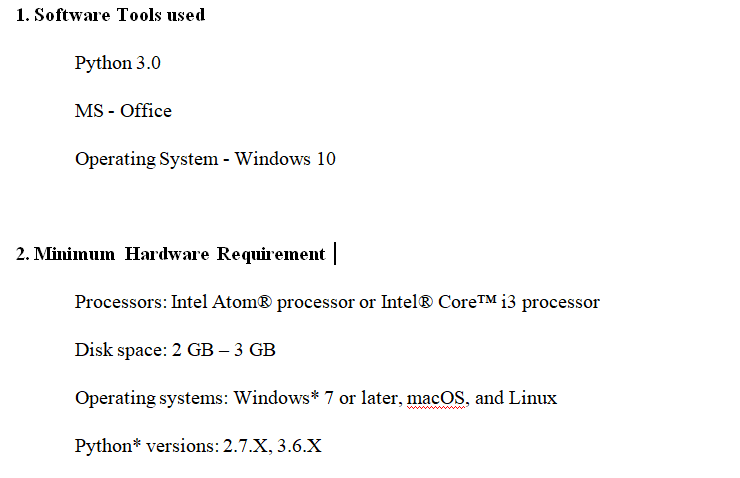 1. Software Tools used
Python 3.0
MS - Office
Operating System - Windows 10
2. Minimum Hardware Requirement
Processors: Intel Atom® processor or Intel® Core™ i3 processor
Disk space: 2 GB – 3 GB
Operating systems: Windows* 7 or later, macOS, and Linux
Python* versions: 2.7.X, 3.6.X